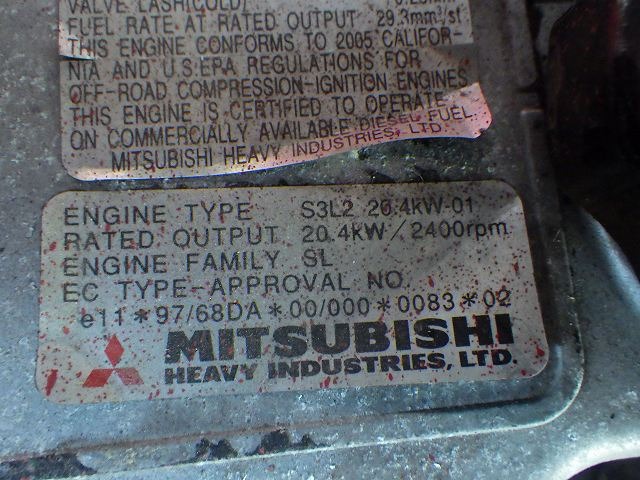 VALVE LASH(COLD)
FUEL RATE AT RATED OUTPUT 29.3mm³/st
THIS ENGINE CONFORMS TO 2005 CALIFOR-
NIA AND U.S.EPA REGULATIONS FOR
OFF-ROAD COMPRESSION-IGNITION ENGINES
THIS ENGINE IS CERTIFIED TO OPERATE
ON COMMERCIALLY AVAILABLE DIESEL FUEL.
MITSUBISHI HEAVY INDUSTRIES, LTD.
ENGINE TYPE S3L2 20.4kW-01
RATED OUTPUT 20.4kW/2400rpm
ENGINE FAMILY SL
EC TYPE-APPROVAL NO.
e11*97/68DA*00/000*0083*02
MITSUBISHI
HEAVY INDUSTRIES, LTD.